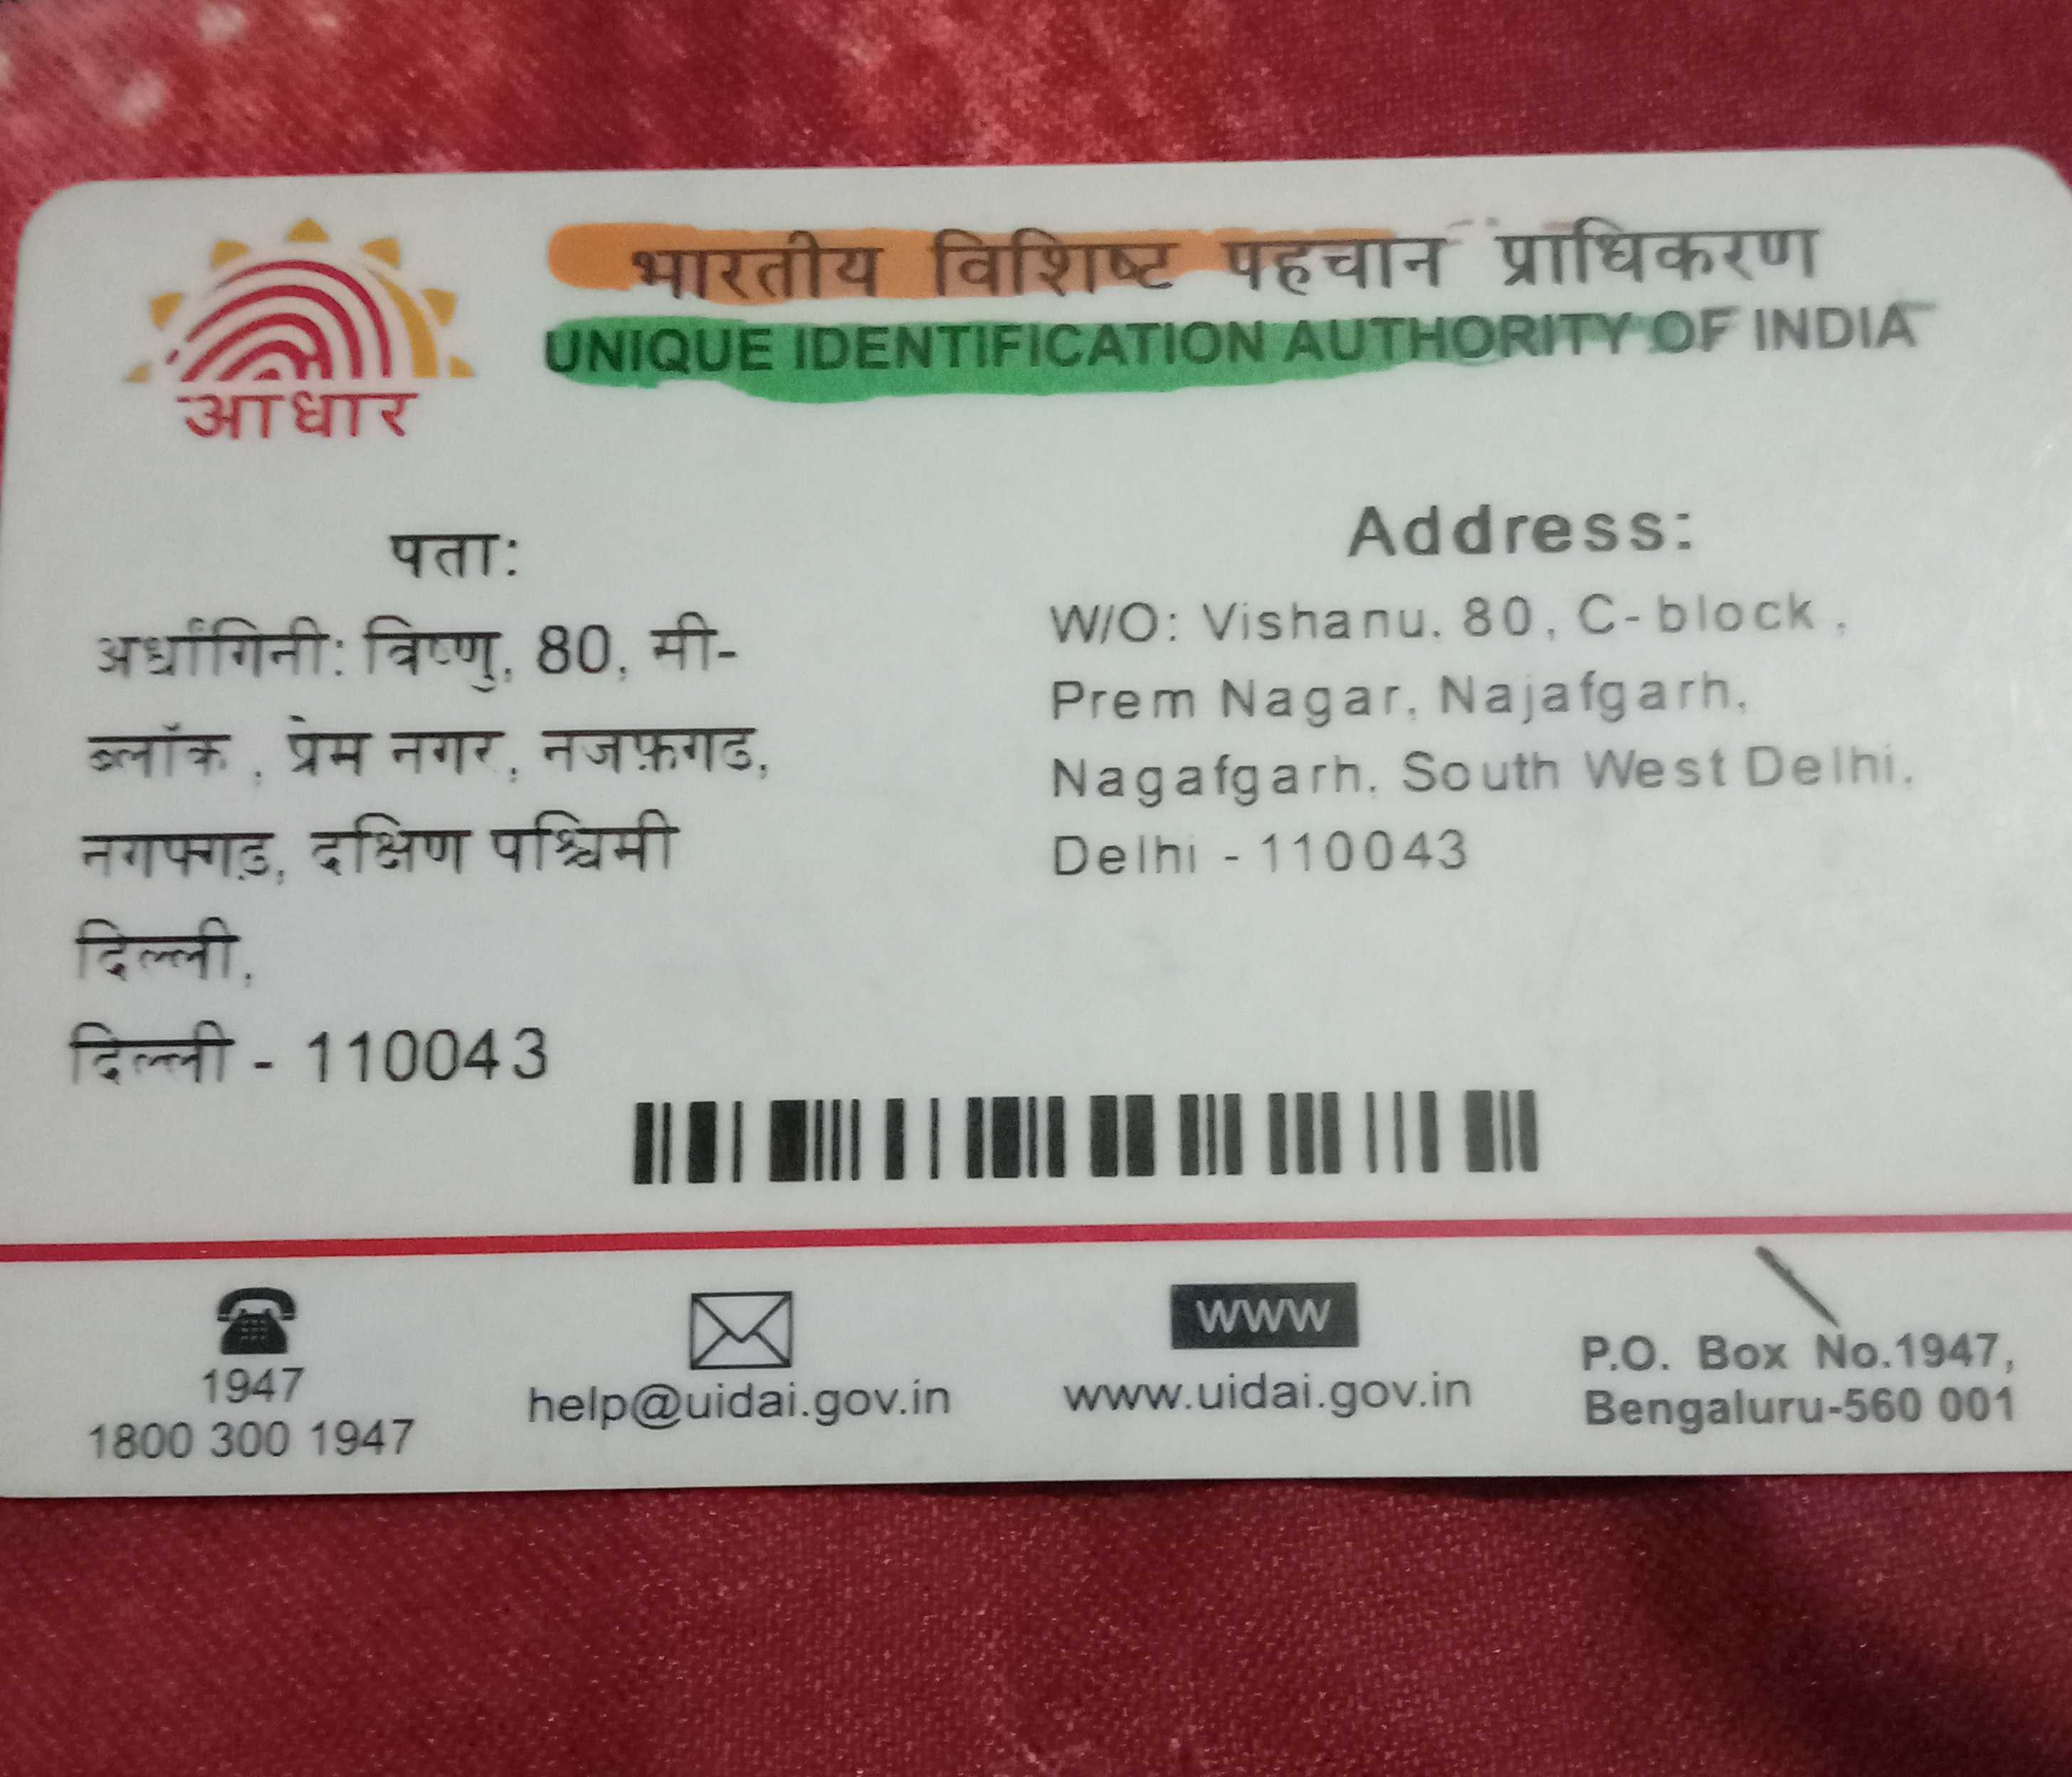 भारतीय विशिष्ट पहचान प्राधिकरण
UNIQUE IDENTIFICATION AUTHORITY OF INDIA
आधार
पता:
अर्धांगिनी: विष्णु, 80, सी-
ब्लॉक , प्रेम नगर, नजफ़गढ,
नगफ्गढ़, दक्षिण पश्चिमी
दिल्ली,
दिल्ली - 110043
Address:
W/O: Vishanu, 80, C- block ,
Prem Nagar, Najafgarh,
Nagafgarh, South West Delhi,
Delhi - 110043
1947
1800 300 1947
help@uidai.gov.in
WWW
www.uidai.gov.in
P.O. Box No.1947,
Bengaluru-560 001